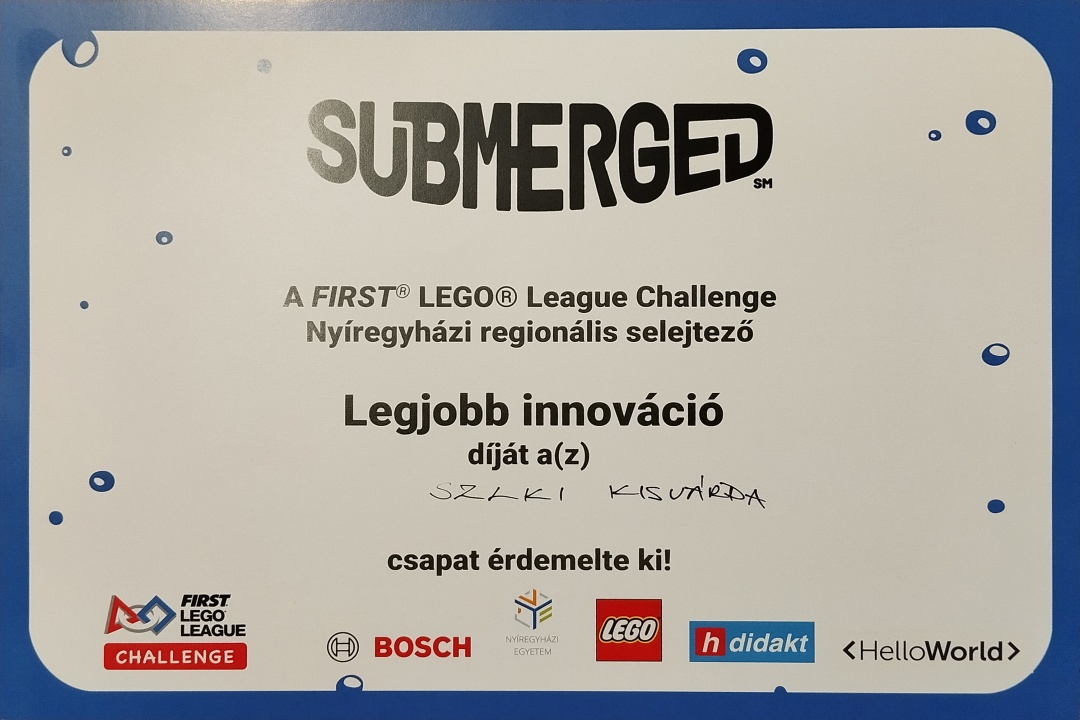 SUBMERGED SM
A FIRST® LEGO® League Challenge
Nyíregyházi regionális selejtező
Legjobb innováció
díját a(z)
SZLKI KISVÁRDA
csapat érdemelte ki!
FIRST
LEGO
LEAGUE
CHALLENGE
BOSCH
NYÍREGYHÁZI
EGYETEM
LEGO
h didakt
<HelloWorld>